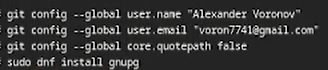 # git config --global user.name "Alexander Voronov"
# git config --global user.email "voron7741@gmail.com"
# git config --global core.quotepath false
# sudo dnf install gnupg